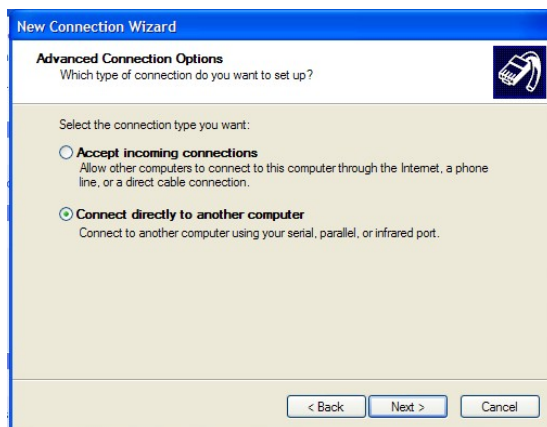 New Connection Wizard
Advanced Connection Options
Which type of connection do you want to set up?
Select the connection type you want:
Accept incoming connections
Allow other computers to connect to this computer through the Internet, a phone
line, or a direct cable connection.
Connect directly to another computer
Connect to another computer using your serial, parallel, or infrared port.
< Back
Next >
Cancel